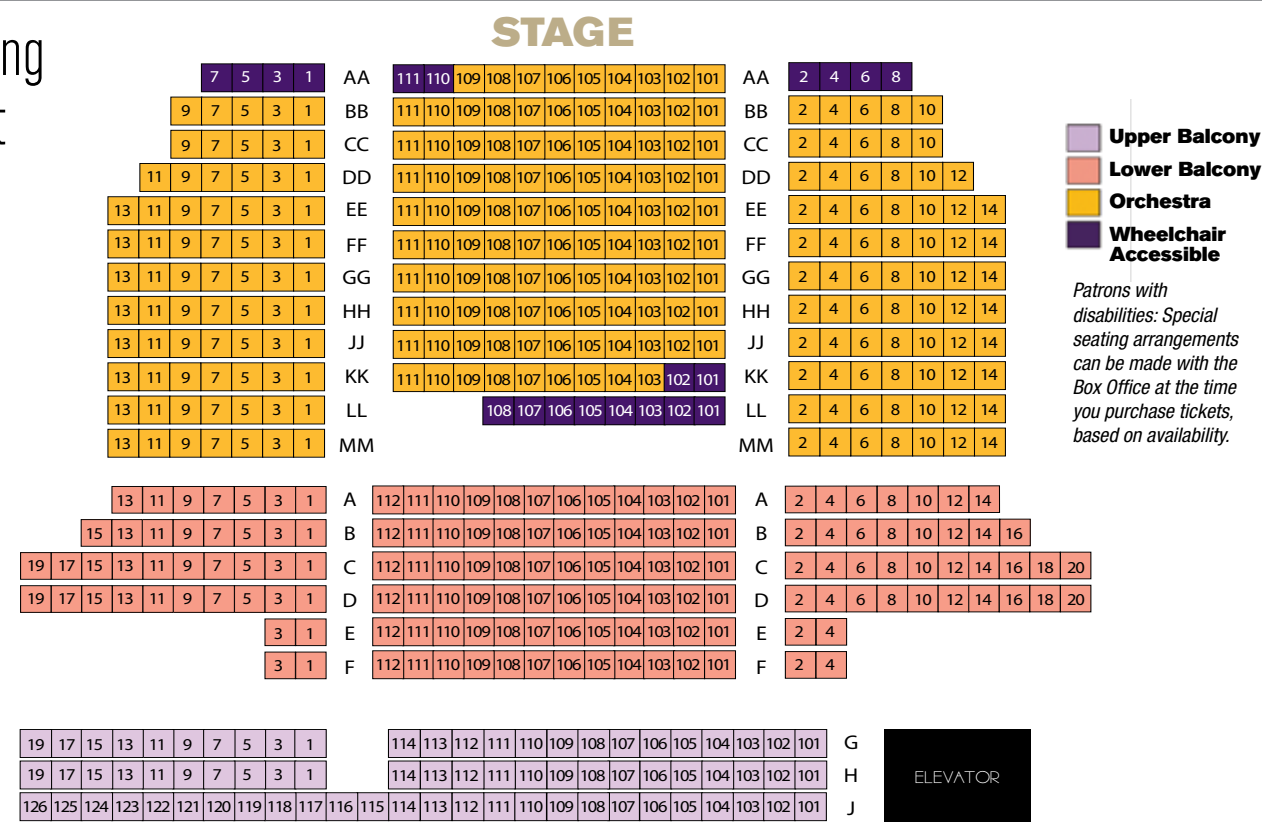 STAGE
ng
7 5 3 1 AA 111 110 109 108 107 106 105 104 103 102 101 AA 2 4 6 8
9 7 5 3 1 BB 111 110 109 108 107 106 105 104 103 102 101 BB 2 4 6 8 10
9 7 5 3 1 CC 111 110 109 108 107 106 105 104 103 102 101 CC 2 4 6 8 10
11 9 7 5 3 1 DD 111 110 109 108 107 106 105 104 103 102 101 DD 2 4 6 8 10 12
13 11 9 7 5 3 1 EE 111 110 109 108 107 106 105 104 103 102 101 EE 2 4 6 8 10 12 14
13 11 9 7 5 3 1 FF 111 110 109 108 107 106 105 104 103 102 101 FF 2 4 6 8 10 12 14
13 11 9 7 5 3 1 GG 111 110 109 108 107 106 105 104 103 102 101 GG 2 4 6 8 10 12 14
13 11 9 7 5 3 1 HH 111 110 109 108 107 106 105 104 103 102 101 HH 2 4 6 8 10 12 14
13 11 9 7 5 3 1 JJ 111 110 109 108 107 106 105 104 103 102 101 JJ 2 4 6 8 10 12 14
13 11 9 7 5 3 1 KK 111 110 109 108 107 106 105 104 103 102 101 KK 2 4 6 8 10 12 14
13 11 9 7 5 3 1 LL 108 107 106 105 104 103 102 101 LL 2 4 6 8 10 12 14
13 11 9 7 5 3 1 MM MM 2 4 6 8 10 12 14
13 11 9 7 5 3 1 A 112 111 110 109 108 107 106 105 104 103 102 101 A 2 4 6 8 10 12 14
15 13 11 9 7 5 3 1 B 112 111 110 109 108 107 106 105 104 103 102 101 B 2 4 6 8 10 12 14 16
19 17 15 13 11 9 7 5 3 1 C 112 111 110 109 108 107 106 105 104 103 102 101 C 2 4 6 8 10 12 14 16 18 20
19 17 15 13 11 9 7 5 3 1 D 112 111 110 109 108 107 106 105 104 103 102 101 D 2 4 6 8 10 12 14 16 18 20
3 1 E 112 111 110 109 108 107 106 105 104 103 102 101 E 2 4
3 1 F 112 111 110 109 108 107 106 105 104 103 102 101 F 2 4
19 17 15 13 11 9 7 5 3 1 114 113 112 111 110 109 108 107 106 105 104 103 102 101 G
19 17 15 13 11 9 7 5 3 1 114 113 112 111 110 109 108 107 106 105 104 103 102 101 H
126 125 124 123 122 121 120 119 118 117 116 115 114 113 112 111 110 109 108 107 106 105 104 103 102 101 J
ELEVATOR
Upper Balcony
Lower Balcony
Orchestra
Wheelchair
Accessible
Patrons with
disabilities: Special
seating arrangements
can be made with the
Box Office at the time
you purchase tickets,
based on availability.